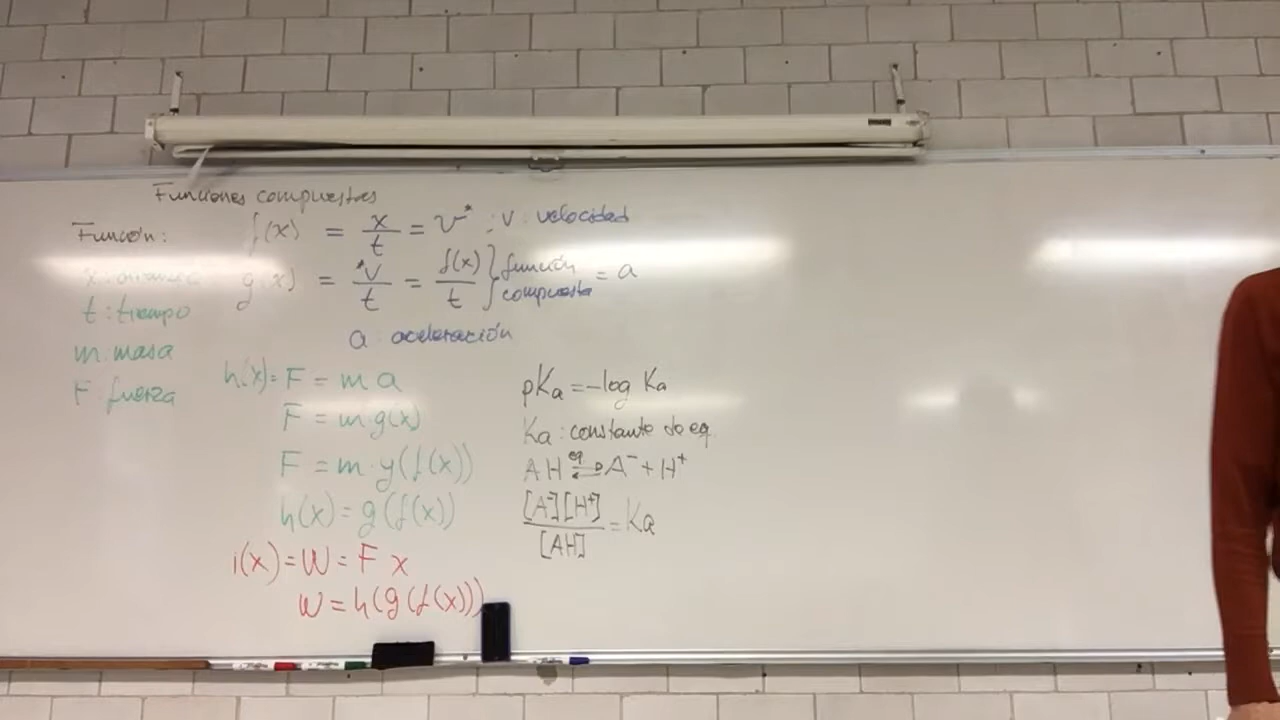 Funciones compuestas
Función:
f(x) = x/t = v* ; v: velocidad
g(x) = *v/t = f(x)/t } función compuesta = a
t: tiempo
a: aceleración
m: masa
F: fuerza
h(x) = F = m a
F = m g(x)
F = m · g(f(x))
h(x) = g(f(x))
i(x) = W = F x
W = h(g(f(x)))
pKa = -log Ka
Ka: constante de eq.
AH eq ⇌ A⁻ + H⁺
[A⁻][H⁺]/[AH] = Ka